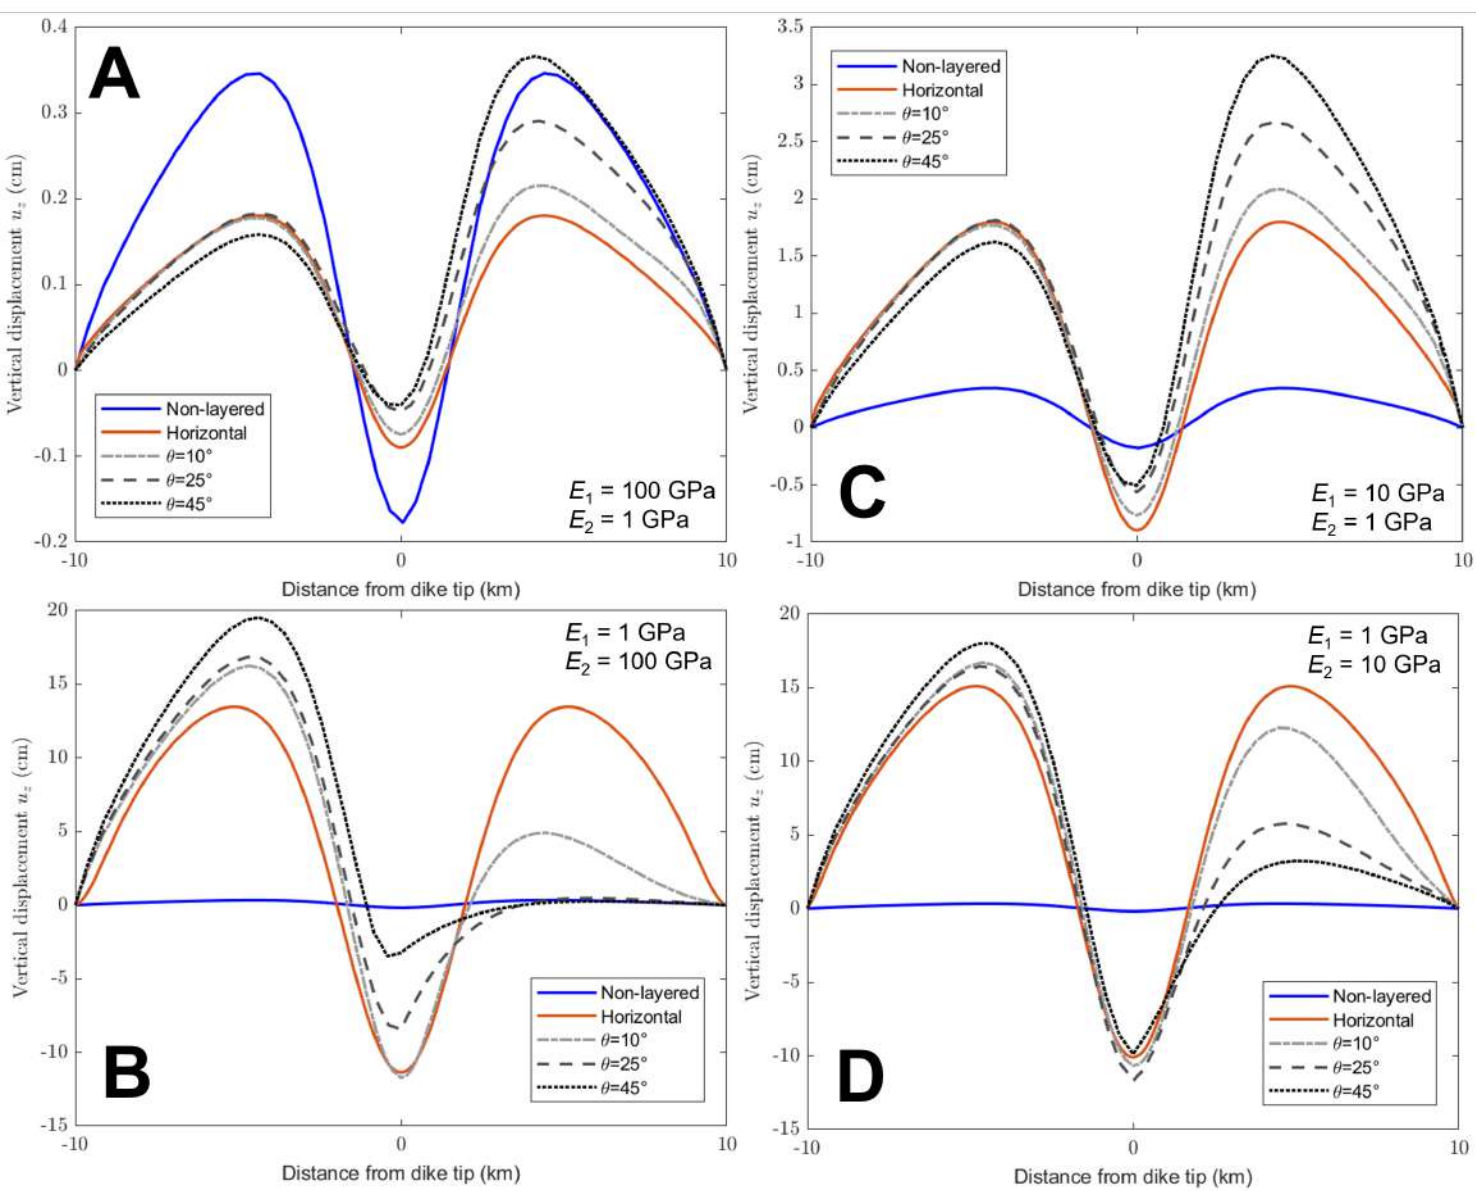 A
0.4
0.3
0.2
0.1
0
-0.1
-0.2
Vertical displacement u_z (cm)
Non-layered
Horizontal
θ=10°
θ=25°
θ=45°
E₁ = 100 GPa
E₂ = 1 GPa
-10
0
10
Distance from dike tip (km)
C
3.5
3
2.5
2
1.5
1
0.5
0
-0.5
-1
Vertical displacement u_z (cm)
Non-layered
Horizontal
θ=10°
θ=25°
θ=45°
E₁ = 10 GPa
E₂ = 1 GPa
-10
0
10
Distance from dike tip (km)
B
20
15
10
5
0
-5
-10
-15
Vertical displacement u_z (cm)
E₁ = 1 GPa
E₂ = 100 GPa
Non-layered
Horizontal
θ=10°
θ=25°
θ=45°
-10
0
10
Distance from dike tip (km)
D
20
15
10
5
0
-5
-10
-15
Vertical displacement u_z (cm)
E₁ = 1 GPa
E₂ = 10 GPa
Non-layered
Horizontal
θ=10°
θ=25°
θ=45°
-10
0
10
Distance from dike tip (km)